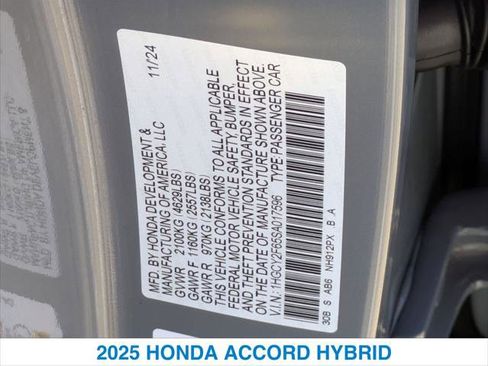 MFD. BY HONDA DEVELOPMENT & 11/24
MANUFACTURING OF AMERICA, LLC
GVWR 2100KG (4629LBS)
GAWR F 1160KG (2557LBS)
GAWR R 970KG (2138LBS)
THIS VEHICLE CONFORMS TO ALL APPLICABLE
FEDERAL MOTOR VEHICLE SAFETY, BUMPER,
AND THEFT PREVENTION STANDARDS IN EFFECT
ON THE DATE OF MANUFACTURE SHOWN ABOVE.
V.I.N.: 1HGCY2F65SA017596 TYPE: PASSENGER CAR
30B S AB6 NH912PX B A
2025 HONDA ACCORD HYBRID